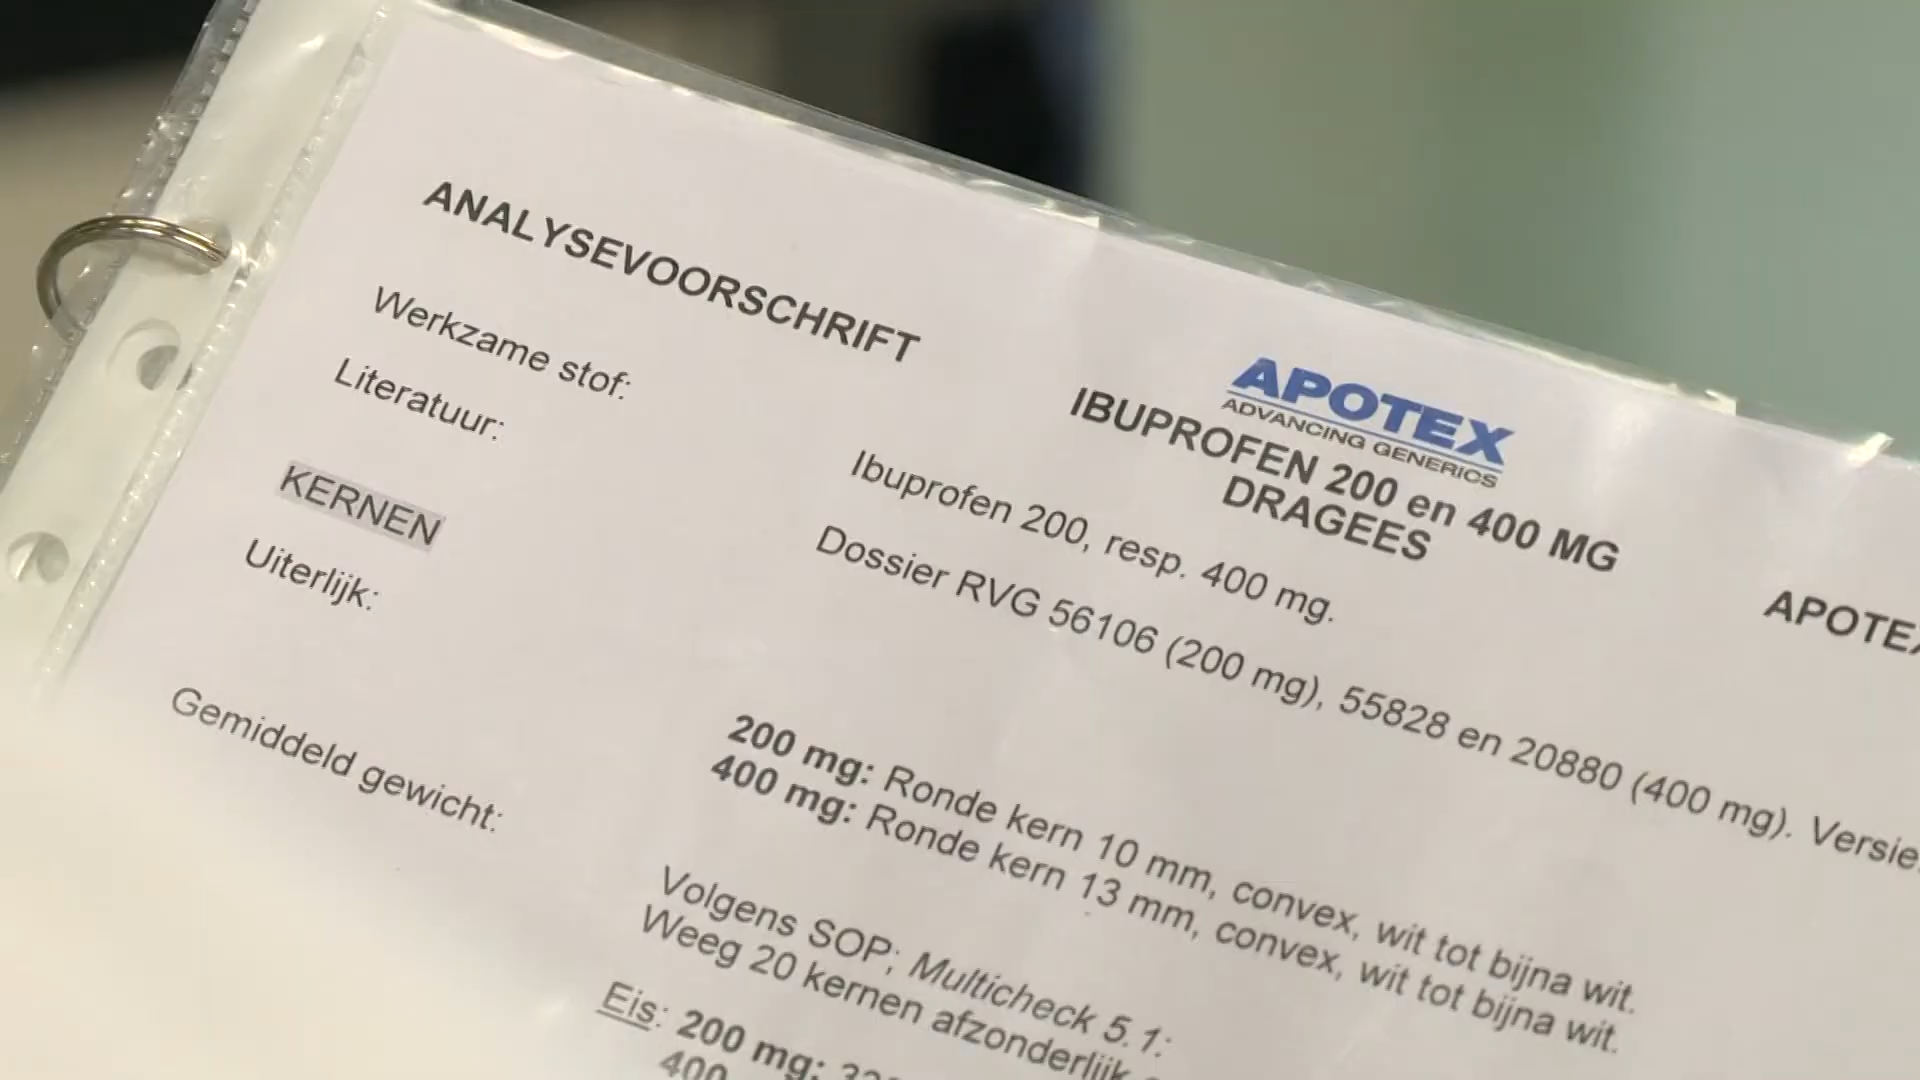 ANALYSEVOORSCHRIFT
APOTEX
ADVANCING GENERICS
IBUPROFEN 200 en 400 MG
DRAGEES
Werkzame stof:
Ibuprofen 200, resp. 400 mg.
Literatuur:
Dossier RVG 56106 (200 mg), 55828 en 20880 (400 mg). Versie
KERNEN
Uiterlijk:
200 mg: Ronde kern 10 mm, convex, wit tot bijna wit.
400 mg: Ronde kern 13 mm, convex, wit tot bijna wit.
Gemiddeld gewicht:
Volgens SOP; Multicheck 5.1:
Weeg 20 kernen afzonderlijk
Eis: 200 mg:
400